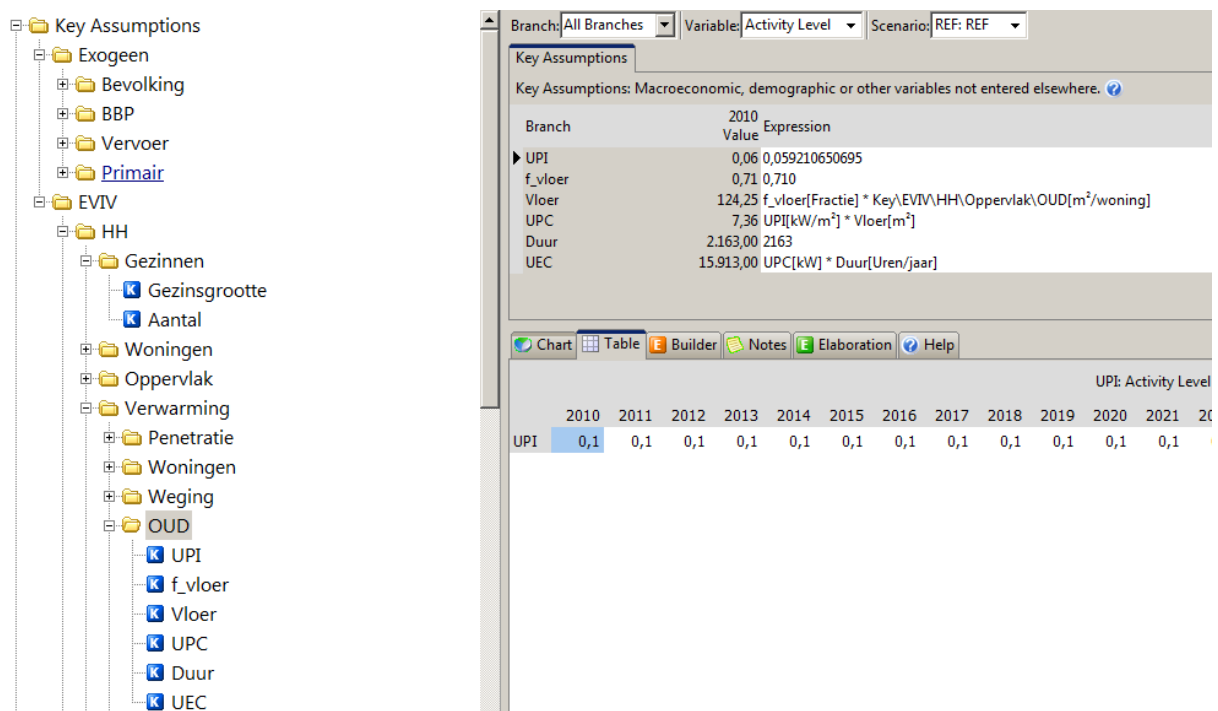 Key Assumptions
Exogeen
Bevolking
BBP
Vervoer
Primair
EVIV
HH
Gezinnen
Gezinsgrootte
Aantal
Woningen
Oppervlak
Verwarming
Penetratie
Woningen
Weging
OUD
UPI
f_vloer
Vloer
UPC
Duur
UEC
Branch: All Branches Variable: Activity Level Scenario: REF: REF
Key Assumptions
Key Assumptions: Macroeconomic, demographic or other variables not entered elsewhere.
Branch 2010 Value Expression
UPI 0,06 0,059210650695
f_vloer 0,71 0,710
Vloer 124,25 f_vloer[Fractie] * Key\EVIV\HH\Oppervlak\OUD[m²/woning]
UPC 7,36 UPI[kW/m²] * Vloer[m²]
Duur 2.163,00 2163
UEC 15.913,00 UPC[kW] * Duur[Uren/jaar]
Chart Table Builder Notes Elaboration Help
UPI: Activity Level
2010 2011 2012 2013 2014 2015 2016 2017 2018 2019 2020 2021
UPI 0,1 0,1 0,1 0,1 0,1 0,1 0,1 0,1 0,1 0,1 0,1 0,1